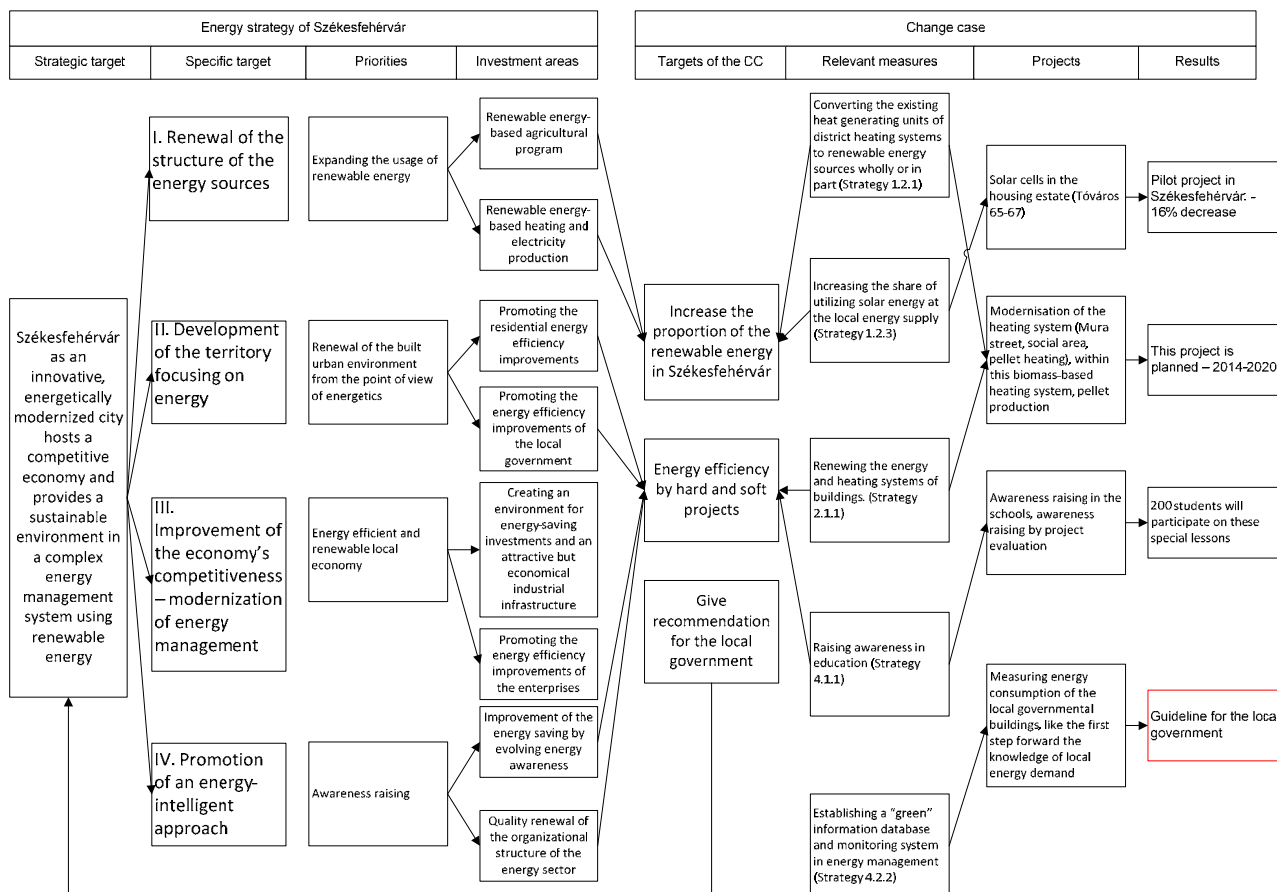 Energy strategy of Székesfehérvár
Change case
Strategic target
Specific target
Priorities
Investment areas
Targets of the CC
Relevant measures
Projects
Results
Székesfehérvár
as an
innovative,
energetically
modernized city
hosts a
competitive
economy and
provides a
sustainable
environment in
a complex
energy
management
system using
renewable
energy
I. Renewal of the
structure of the
energy sources
II. Development
of the territory
focusing on
energy
III.
Improvement of
the economy’s
competitiveness
– modernization
of energy
management
IV. Promotion
of an energy-
intelligent
approach
Expanding the usage of
renewable energy
Renewal of the built
urban environment
from the point of view
of energetics
Energy efficient and
renewable local
economy
Awareness raising
Renewable energy-
based agricultural
program
Renewable energy-
based heating and
electricity
production
Promoting the
residential energy
efficiency
improvements
Promoting the
energy efficiency
improvements of
the local
government
Creating an
environment for
energy-saving
investments and an
attractive but
economical
industrial
infrastructure
Promoting the
energy efficiency
improvements of
the enterprises
Improvement of the
energy saving by
evolving energy
awareness
Quality renewal of
the organizational
structure of the
energy sector
Increase the
proportion of the
renewable energy
in Székesfehérvár
Energy efficiency
by hard and soft
projects
Give
recommendation
for the local
government
Converting the existing
heat generating units of
district heating systems
to renewable energy
sources wholly or in
part (Strategy 1.2.1)
Increasing the share of
utilizing solar energy at
the local energy supply
(Strategy 1.2.3)
Renewing the energy
and heating systems of
buildings. (Strategy
2.1.1)
Raising awareness in
education (Strategy
4.1.1)
Establishing a “green”
information database
and monitoring system
in energy management
(Strategy 4.2.2)
Solar cells in the
housing estate (Tóváros
65-67)
Modernisation of the
heating system (Mura
street, social area,
pellet heating), within
this biomass-based
heating system, pellet
production
Awareness raising in the
schools, awareness
raising by project
evaluation
Measuring energy
consumption of the
local governmental
buildings, like the first
step forward the
knowledge of local
energy demand
Pilot project in
Székesfehérvár. –
16% decrease
This project is
planned – 2014-2020
200 students will
participate on these
special lessons
Guideline for the local
government